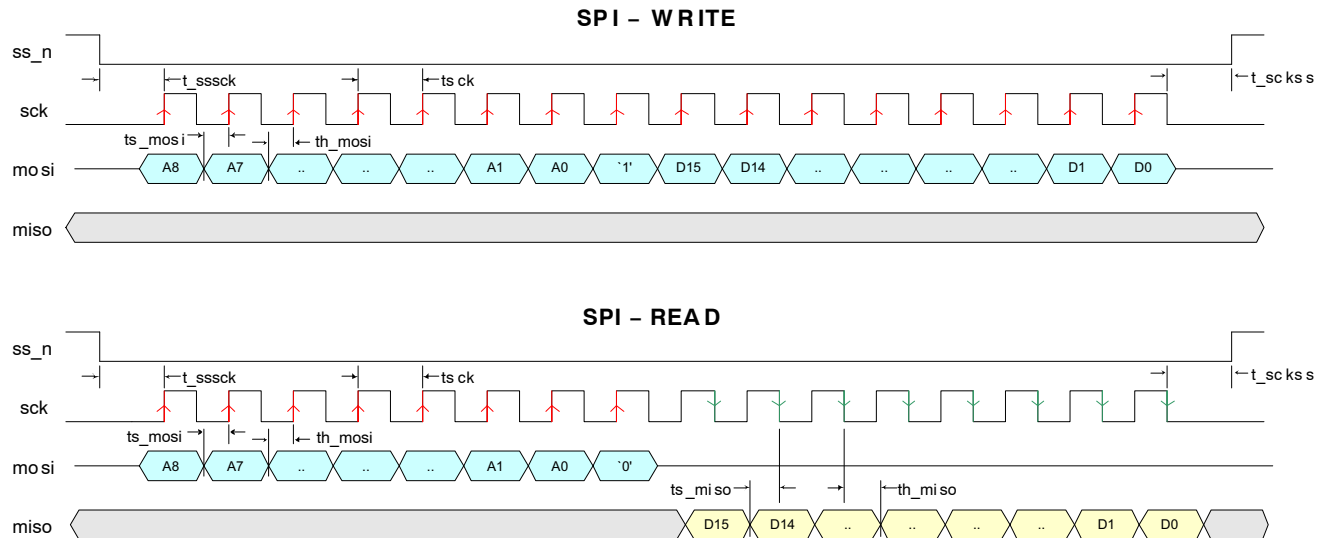 SPI – WRITE
ss_n
t_sssck ts ck t_sc ks s
sck
ts_mos i th_mosi
mo si A8 A7 .. .. .. A1 A0 `1' D15 D14 .. .. .. .. D1 D0
miso
SPI – READ
ss_n
t_sssck ts ck t_sc ks s
sck
ts_mosi th_mosi
mo si A8 A7 .. .. .. A1 A0 `0'
ts _mi so th_mi so
miso D15 D14 .. .. .. .. D1 D0